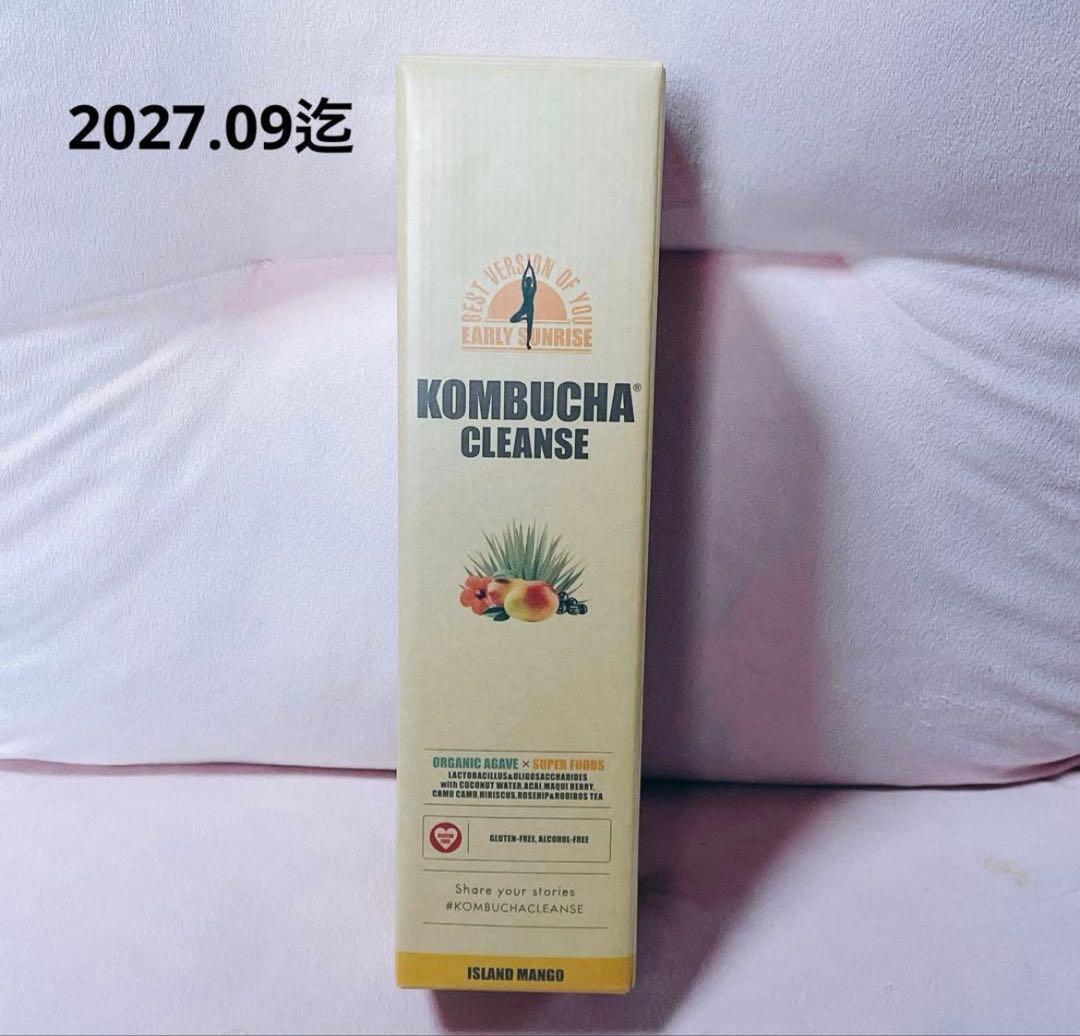 2027.09迄
BEST VERSION OF YOU
EARLY SUNRISE
KOMBUCHA®
CLEANSE
ORGANIC AGAVE × SUPER FOODS
LACTOBACILLUS&OLIGOSACCHARIDES
with COCONUT WATER,ACAI,MAQUI BERRY,
CAMU CAMU,HIBISCUS,ROSEHIP&ROOIBOS TEA
GLUTEN FREE
GLUTEN-FREE, ALCOHOL-FREE
Share your stories
#KOMBUCHACLEANSE
ISLAND MANGO